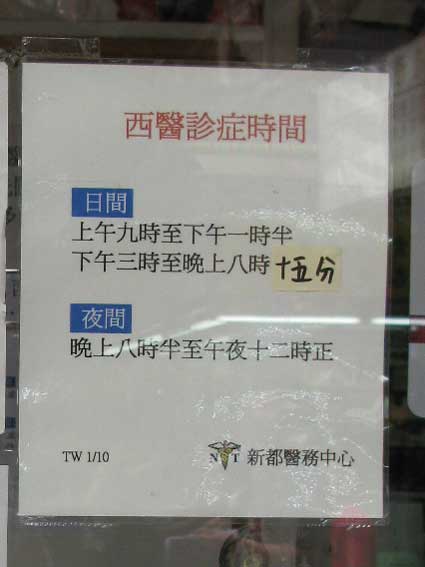 西醫診症時間
日間
上午九時至下午一時半
下午三時至晚上八時十五分
夜間
晚上八時半至午夜十二時正
TW 1/10
N T 新都醫務中心